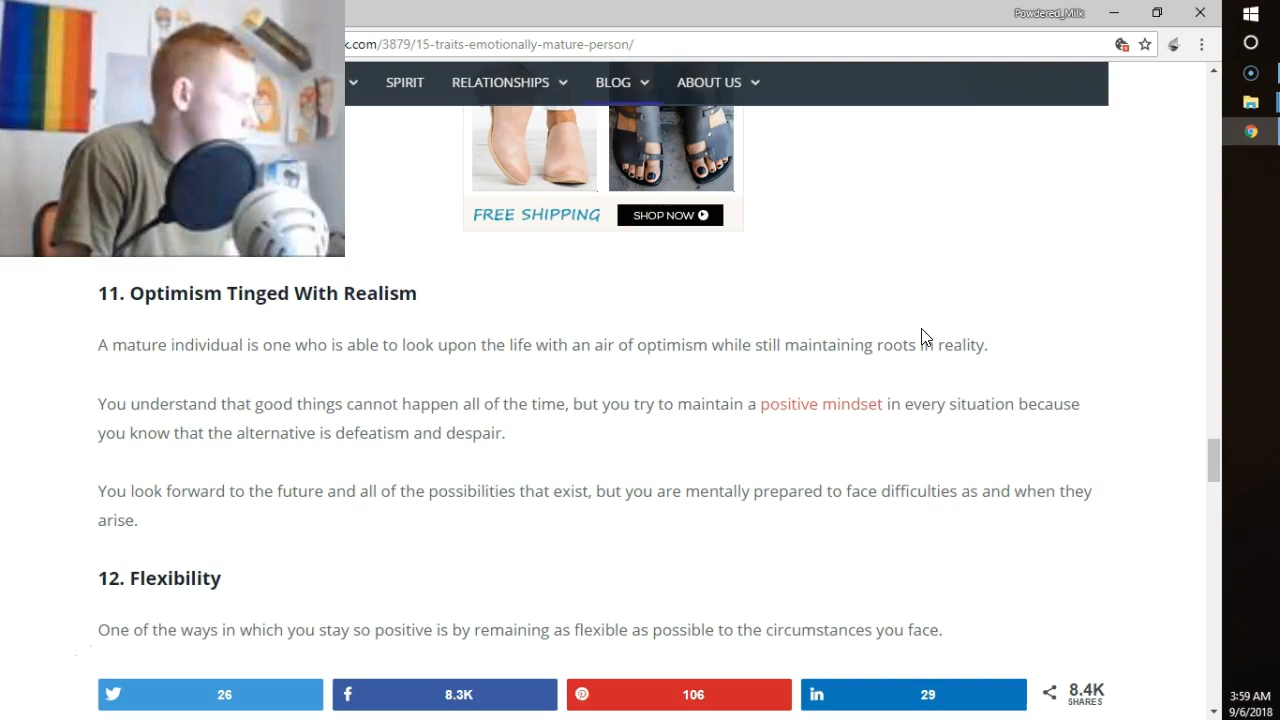 Powdered_Milk
k.com/3879/15-traits-emotionally-mature-person/
SPIRIT RELATIONSHIPS BLOG ABOUT US
FREE SHIPPING SHOP NOW
11. Optimism Tinged With Realism
A mature individual is one who is able to look upon the life with an air of optimism while still maintaining roots in reality.
You understand that good things cannot happen all of the time, but you try to maintain a positive mindset in every situation because
you know that the alternative is defeatism and despair.
You look forward to the future and all of the possibilities that exist, but you are mentally prepared to face difficulties as and when they
arise.
12. Flexibility
One of the ways in which you stay so positive is by remaining as flexible as possible to the circumstances you face.
26 8.3K 106 29 8.4K
SHARES
3:59 AM
9/6/2018